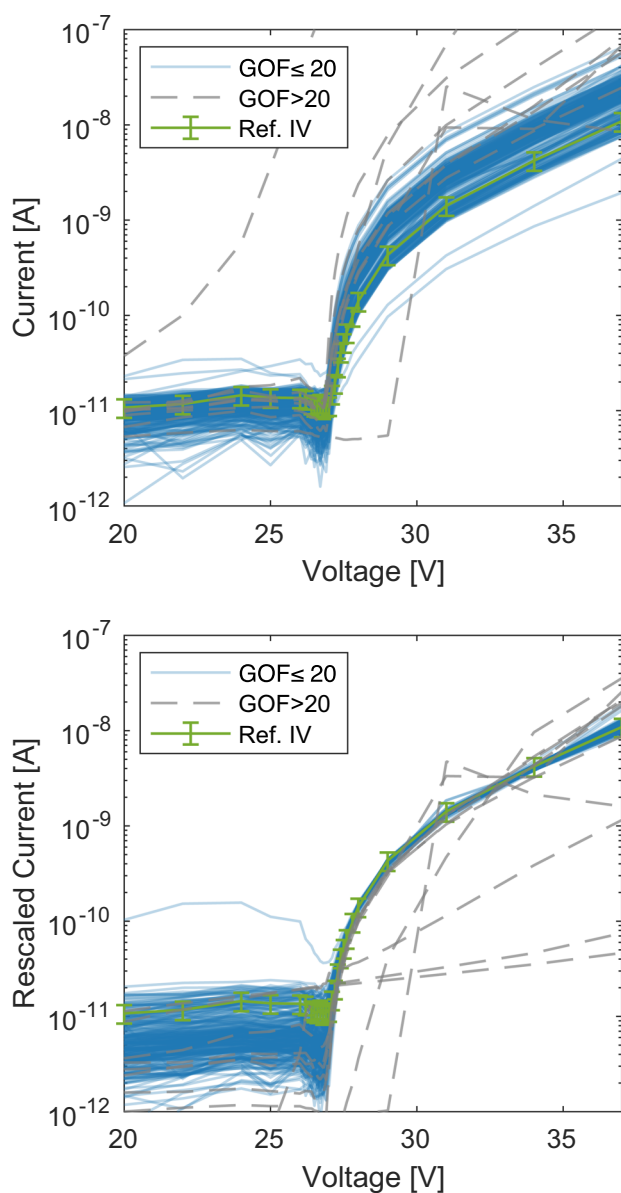 10⁻⁷
10⁻⁸
10⁻⁹
10⁻¹⁰
10⁻¹¹
10⁻¹²
Current [A]
GOF≤ 20
GOF>20
Ref. IV
20 25 30 35
Voltage [V]
10⁻⁷
10⁻⁸
10⁻⁹
10⁻¹⁰
10⁻¹¹
10⁻¹²
Rescaled Current [A]
GOF≤ 20
GOF>20
Ref. IV
20 25 30 35
Voltage [V]